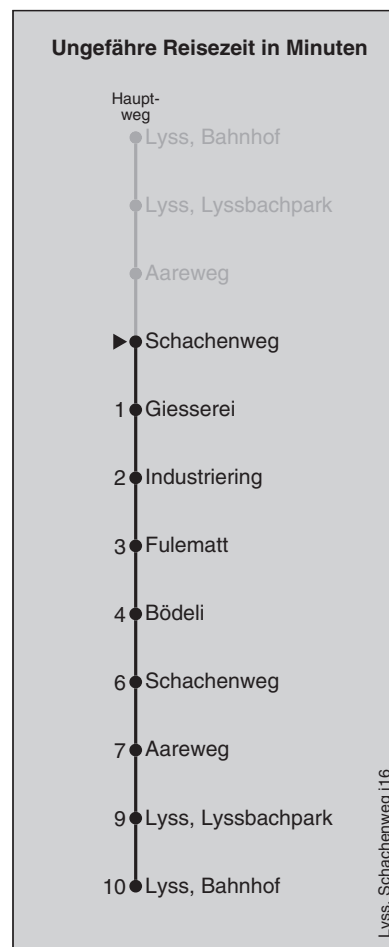 Ungefähre Reisezeit in Minuten
Haupt-
weg
Lyss, Bahnhof
Lyss, Lyssbachpark
Aareweg
Schachenweg
1 Giesserei
2 Industriering
3 Fulematt
4 Bödeli
6 Schachenweg
7 Aareweg
9 Lyss, Lyssbachpark
10 Lyss, Bahnhof
Lyss, Schachenweg j16